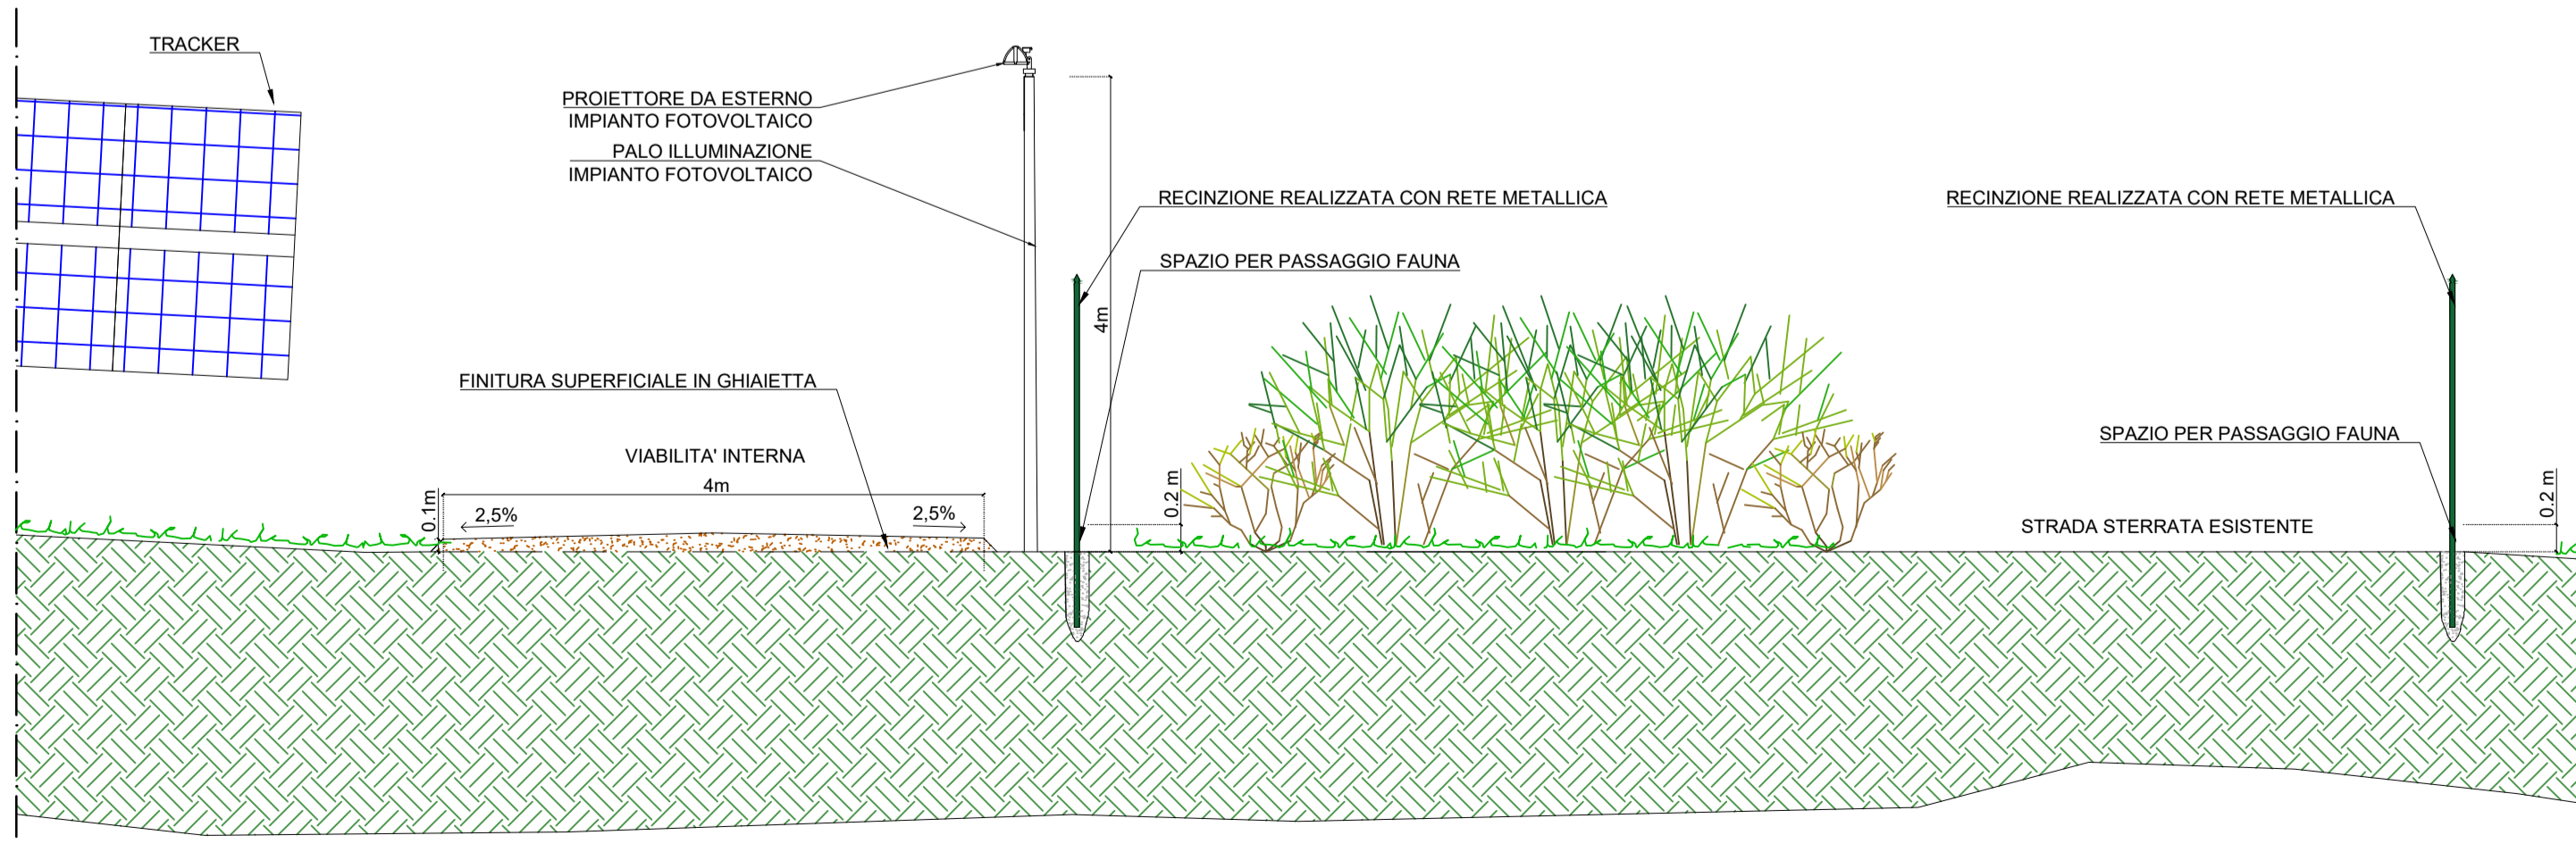 TRACKER
PROIETTORE DA ESTERNO
IMPIANTO FOTOVOLTAICO
PALO ILLUMINAZIONE
IMPIANTO FOTOVOLTAICO
RECINZIONE REALIZZATA CON RETE METALLICA
RECINZIONE REALIZZATA CON RETE METALLICA
SPAZIO PER PASSAGGIO FAUNA
4m
FINITURA SUPERFICIALE IN GHIAIETTA
SPAZIO PER PASSAGGIO FAUNA
VIABILITA' INTERNA
4m
0.1m
2,5%
2,5%
0.2 m
STRADA STERRATA ESISTENTE
0.2 m